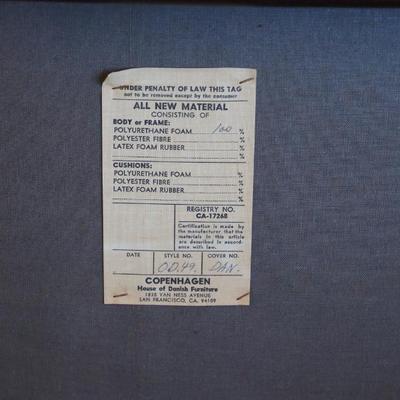 UNDER PENALTY OF LAW THIS TAG
not to be removed except by the consumer
ALL NEW MATERIAL
CONSISTING OF
BODY or FRAME:
POLYURETHANE FOAM 100 %
POLYESTER FIBRE %
LATEX FOAM RUBBER %
%
CUSHIONS:
POLYURETHANE FOAM %
POLYESTER FIBRE %
LATEX FOAM RUBBER %
%
REGISTRY NO.
CA-17268
Certification is made by
the manufacturer that the
materials in this article
are described in accord-
ance with law.
DATE STYLE NO. COVER NO.
O.D.49. DAN.
COPENHAGEN
House of Danish Furniture
1835 VAN NESS AVENUE
SAN FRANCISCO, CA. 94109